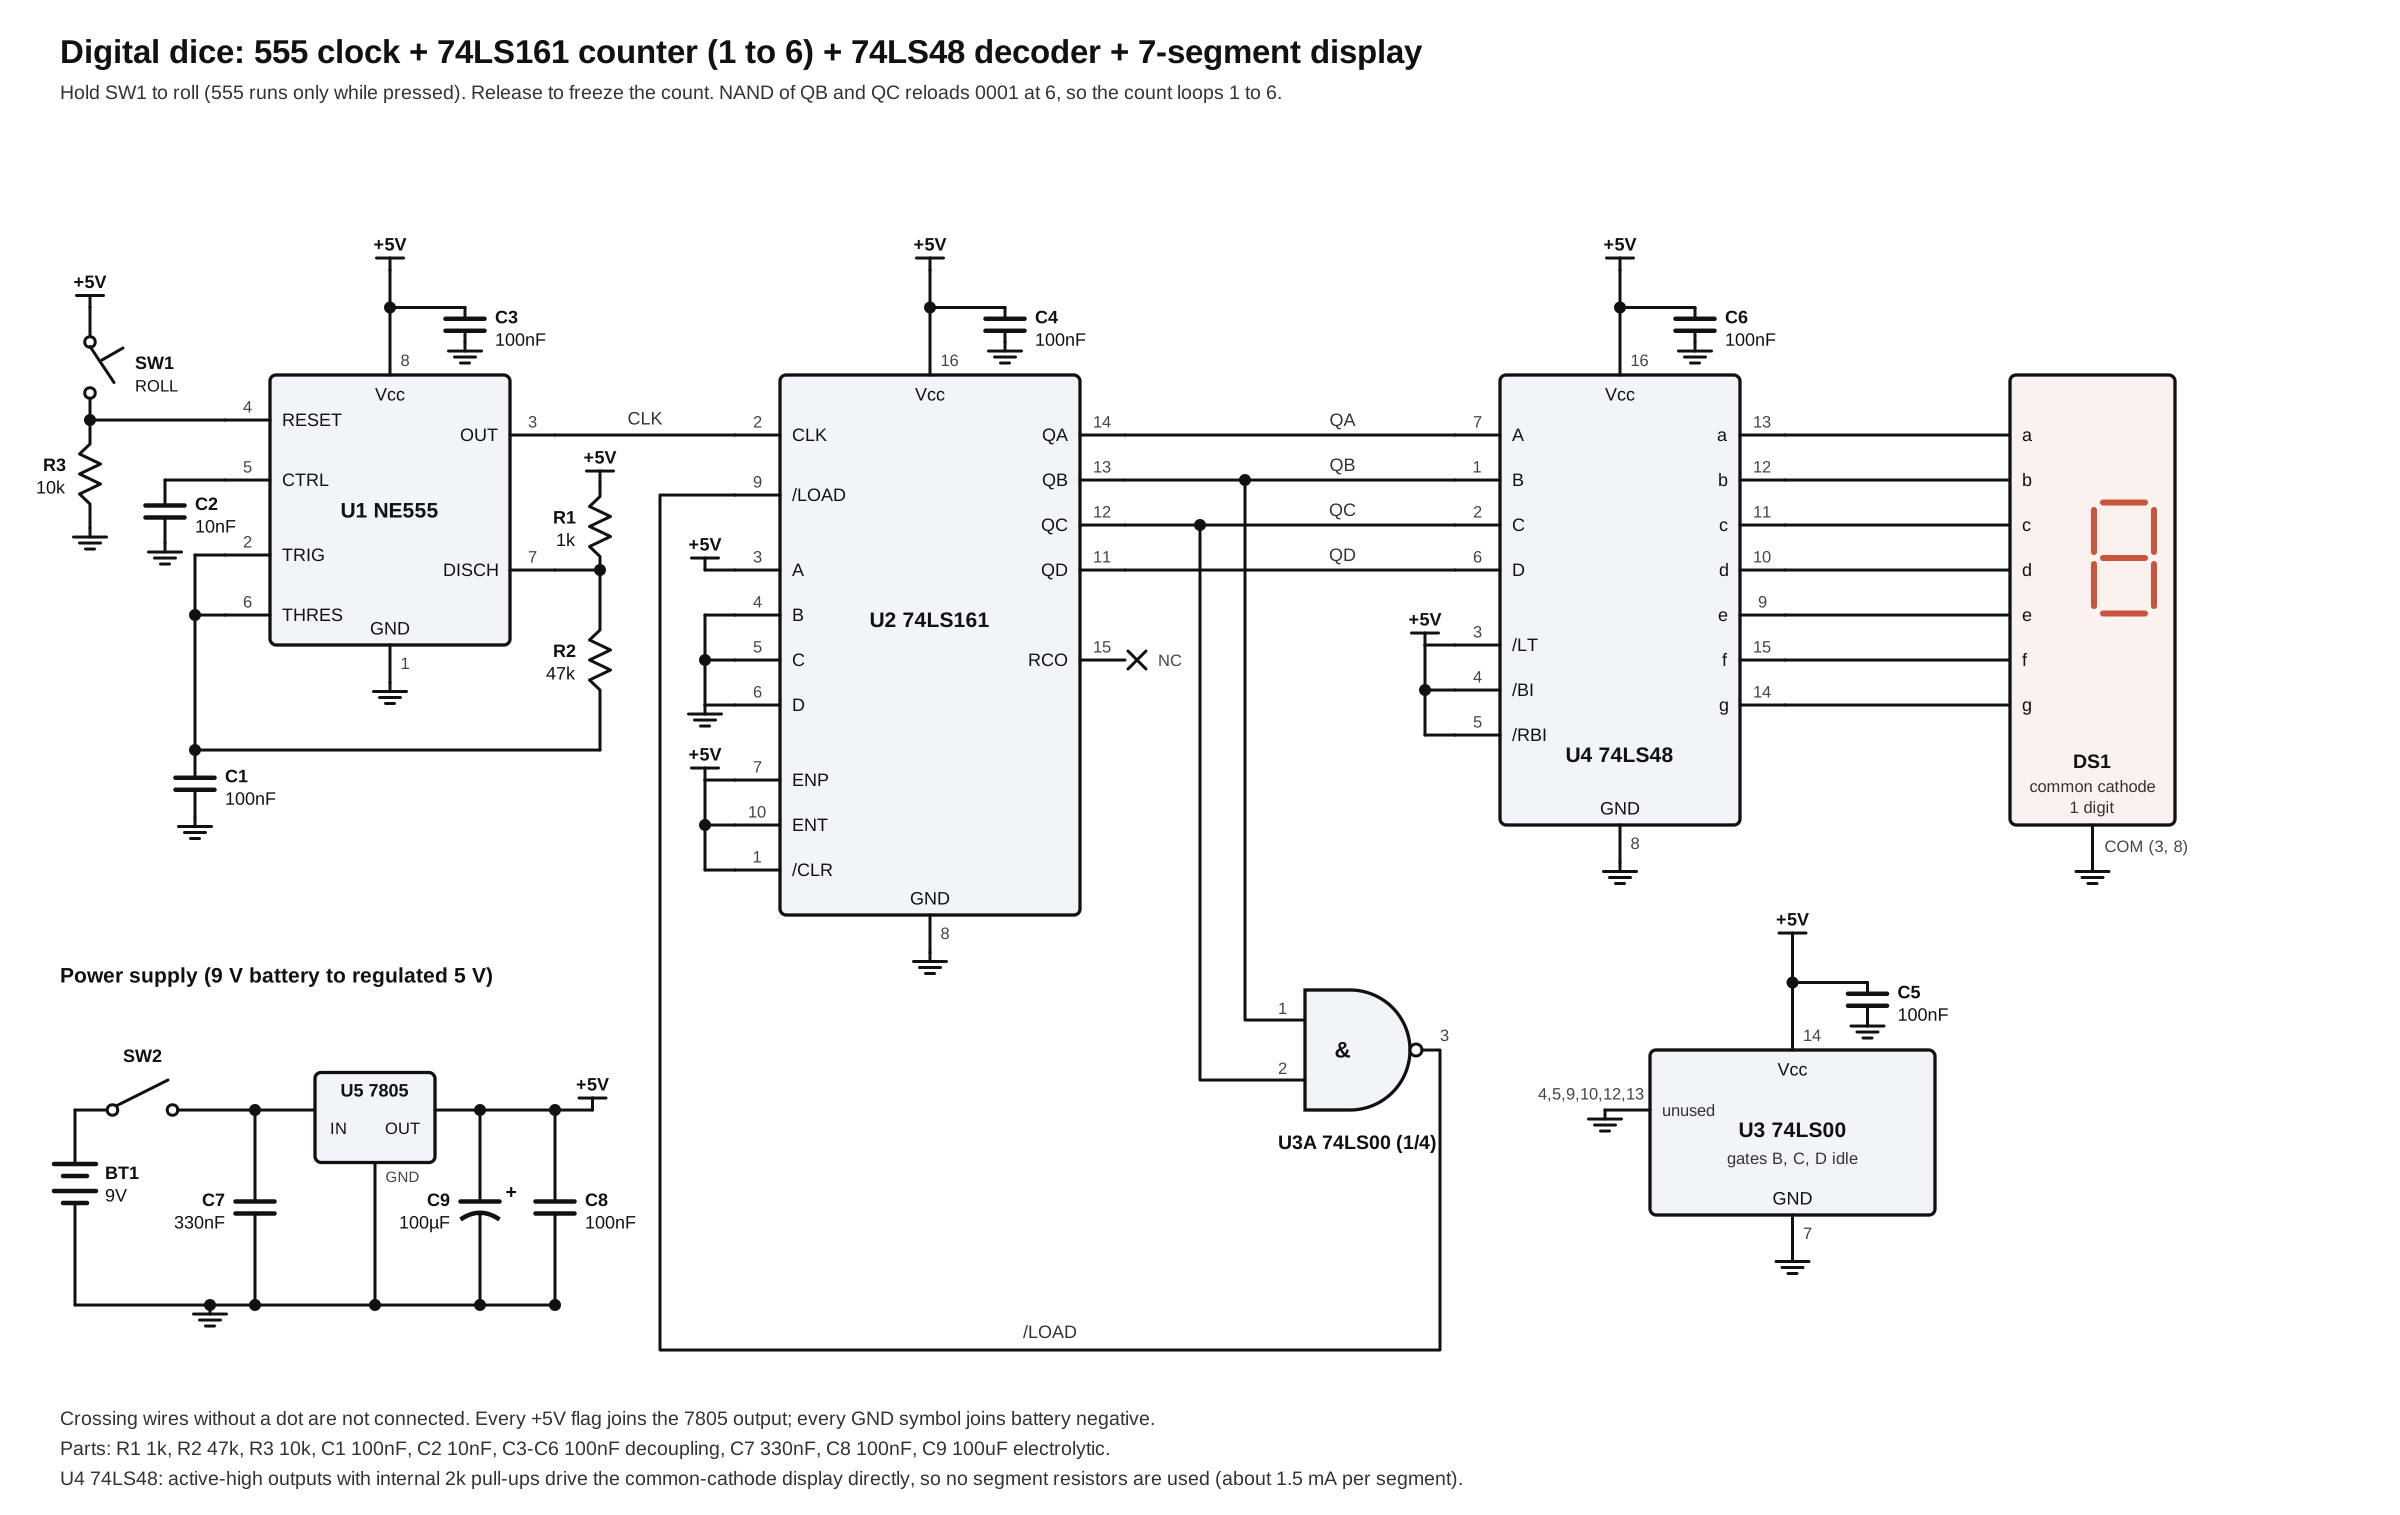 Digital dice: 555 clock + 74LS161 counter (1 to 6) + 74LS48 decoder + 7-segment display
Hold SW1 to roll (555 runs only while pressed). Release to freeze the count. NAND of QB and QC reloads 0001 at 6, so the count loops 1 to 6.
+5V
SW1
ROLL
R3
10k
C2
10nF
+5V
C3
100nF
8
Vcc
4
RESET
5
CTRL
2
TRIG
6
THRES
U1 NE555
OUT
3
DISCH
7
GND
1
CLK
+5V
R1
1k
R2
47k
C1
100nF
+5V
C4
100nF
16
Vcc
2
CLK
9
/LOAD
+5V
3
A
4
B
5
C
6
D
+5V
7
ENP
10
ENT
1
/CLR
U2 74LS161
QA
14
QB
13
QC
12
QD
11
RCO
15
NC
GND
8
QA
QB
QC
QD
+5V
C6
100nF
16
Vcc
7
A
1
B
2
C
6
D
+5V
3
/LT
4
/BI
5
/RBI
U4 74LS48
a
13
b
12
c
11
d
10
e
9
f
15
g
14
GND
8
a
b
c
d
e
f
g
DS1
common cathode
1 digit
COM (3, 8)
Power supply (9 V battery to regulated 5 V)
SW2
BT1
9V
C7
330nF
U5 7805
IN
OUT
GND
C9
100µF
+
C8
100nF
+5V
1
2
&
3
U3A 74LS00 (1/4)
/LOAD
+5V
C5
100nF
14
Vcc
4,5,9,10,12,13
unused
U3 74LS00
gates B, C, D idle
GND
7
Crossing wires without a dot are not connected. Every +5V flag joins the 7805 output; every GND symbol joins battery negative.
Parts: R1 1k, R2 47k, R3 10k, C1 100nF, C2 10nF, C3-C6 100nF decoupling, C7 330nF, C8 100nF, C9 100uF electrolytic.
U4 74LS48: active-high outputs with internal 2k pull-ups drive the common-cathode display directly, so no segment resistors are used (about 1.5 mA per segment).